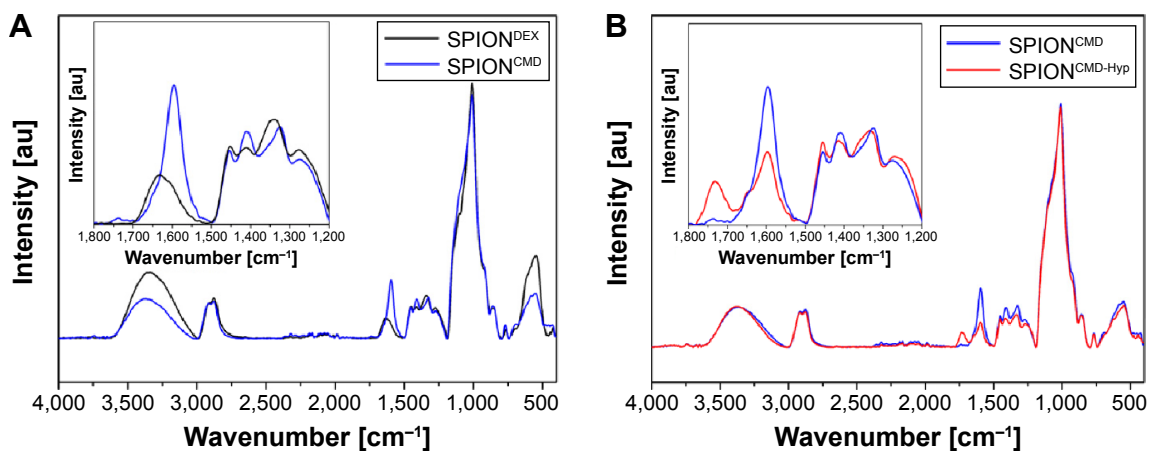 A
SPION^DEX
SPION^CMD
Intensity [au]
Intensity [au]
1,800 1,700 1,600 1,500 1,400 1,300 1,200
Wavenumber [cm⁻¹]
4,000 3,500 3,000 2,500 2,000 1,500 1,000 500
Wavenumber [cm⁻¹]
B
SPION^CMD
SPION^CMD-Hyp
Intensity [au]
Intensity [au]
1,800 1,700 1,600 1,500 1,400 1,300 1,200
Wavenumber [cm⁻¹]
4,000 3,500 3,000 2,500 2,000 1,500 1,000 500
Wavenumber [cm⁻¹]